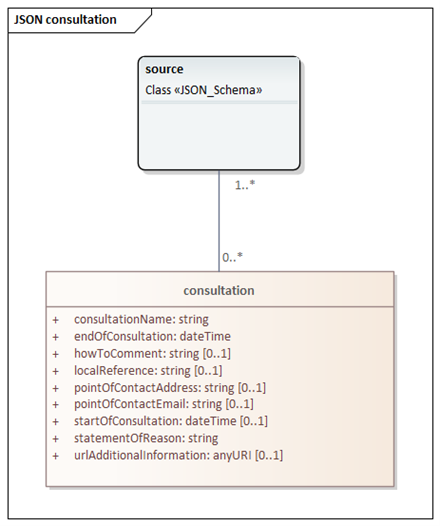 JSON consultation
source
Class «JSON_Schema»
1..*
0..*
consultation
+ consultationName: string
+ endOfConsultation: dateTime
+ howToComment: string [0..1]
+ localReference: string [0..1]
+ pointOfContactAddress: string [0..1]
+ pointOfContactEmail: string [0..1]
+ startOfConsultation: dateTime [0..1]
+ statementOfReason: string
+ urlAdditionalInformation: anyURI [0..1]